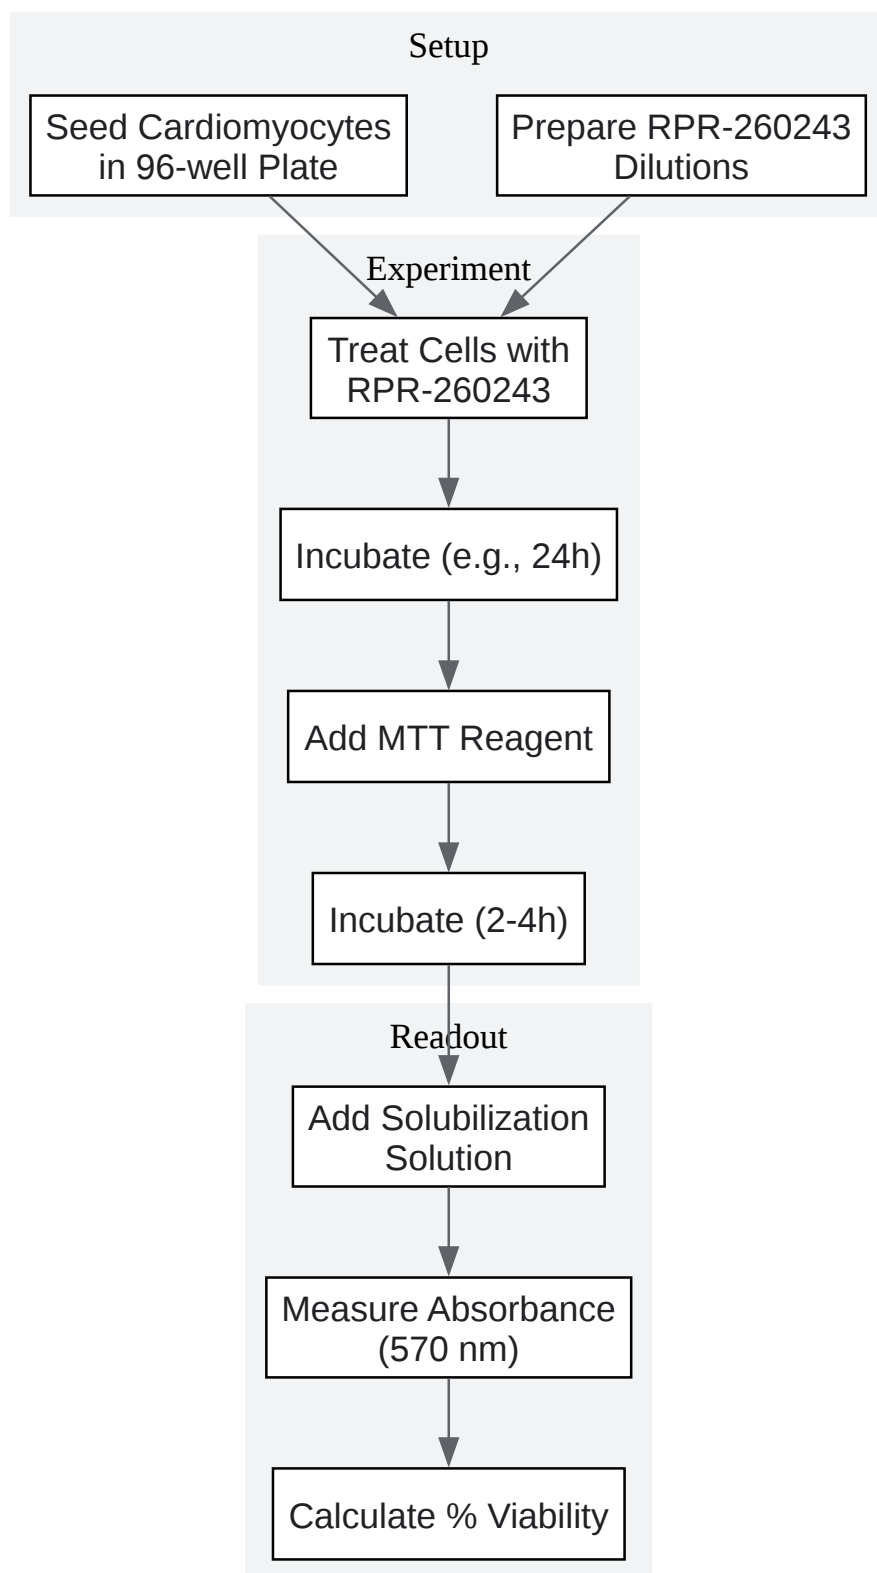 Setup
Seed Cardiomyocytes
in 96-well Plate
Prepare RPR-260243
Dilutions
Experiment
Treat Cells with
RPR-260243
Incubate (e.g., 24h)
Add MTT Reagent
Incubate (2-4h)
Readout
Add Solubilization
Solution
Measure Absorbance
(570 nm)
Calculate % Viability